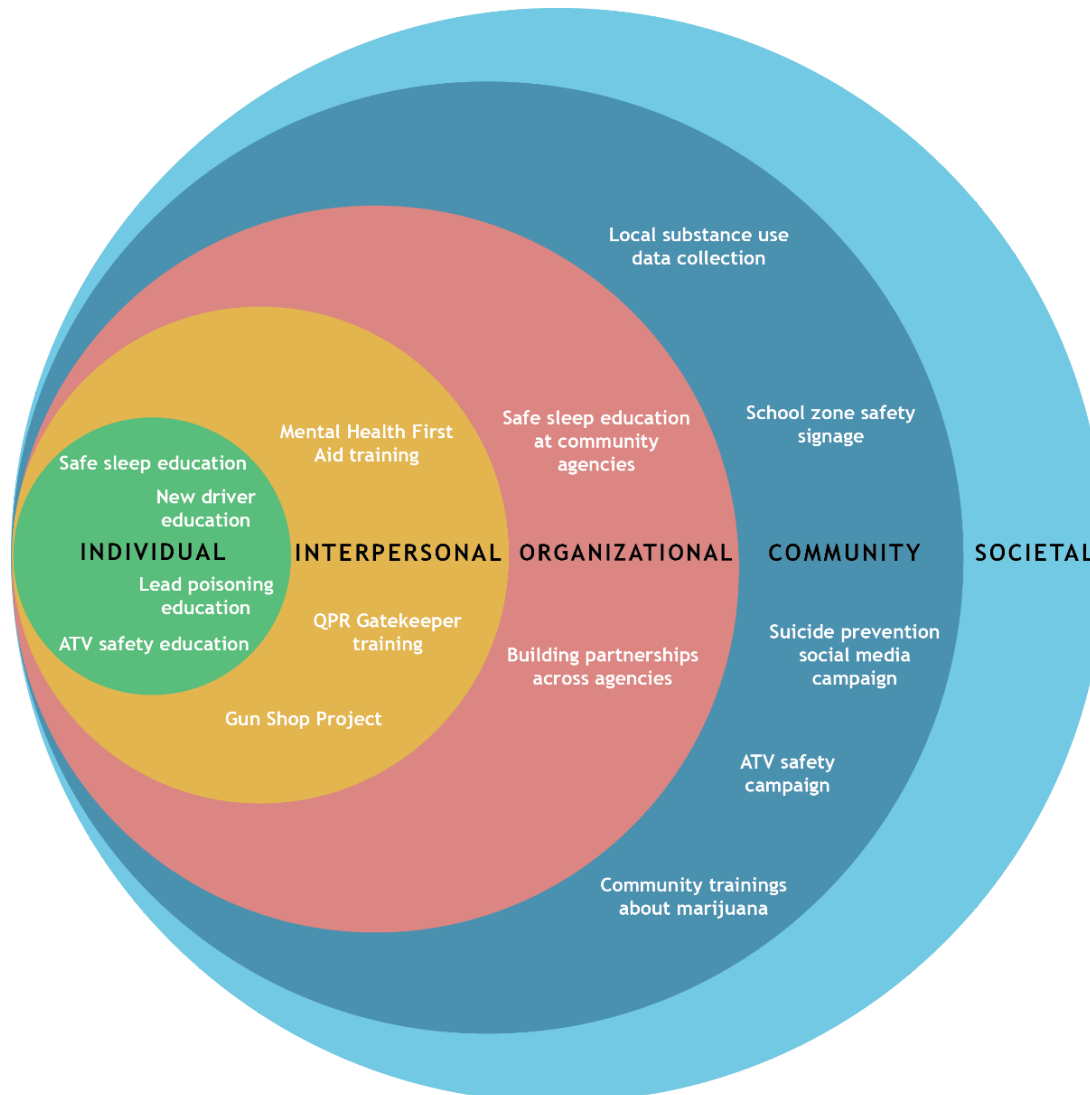 Local substance use
data collection
School zone safety
signage
Safe sleep education
at community
agencies
Mental Health First
Aid training
Safe sleep education
New driver
education
INDIVIDUAL
INTERPERSONAL
ORGANIZATIONAL
COMMUNITY
SOCIETAL
Lead poisoning
education
ATV safety education
QPR Gatekeeper
training
Gun Shop Project
Building partnerships
across agencies
Suicide prevention
social media
campaign
ATV safety
campaign
Community trainings
about marijuana